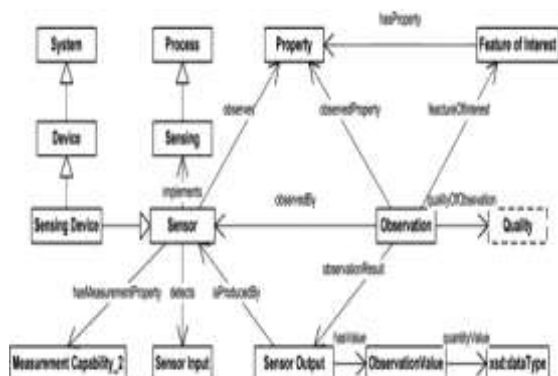 hasProperty
System
Process
Property
Feature of Interest
observes
observedProperty
feactureOfInterest
Device
Sensing
implements
observedBy
qualityOfObservation
Sensing Device
Sensor
Observation
Quality
observationResult
hasMeasurementProperty
detects
isProducedBy
hasValue
quantityValue
Measurement Capability_2
Sensor Input
Sensor Output
ObservationValue
xsd:dataType